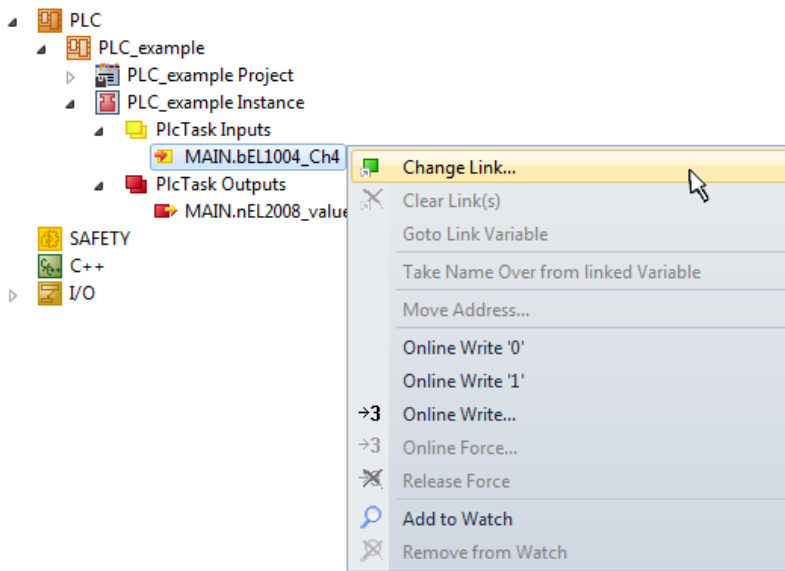 PLC
PLC_example
PLC_example Project
PLC_example Instance
PlcTask Inputs
MAIN.bEL1004_Ch4
PlcTask Outputs
MAIN.nEL2008_value
SAFETY
C++
I/O
Change Link...
Clear Link(s)
Goto Link Variable
Take Name Over from linked Variable
Move Address...
Online Write '0'
Online Write '1'
→3 Online Write...
→3 Online Force...
Release Force
Add to Watch
Remove from Watch